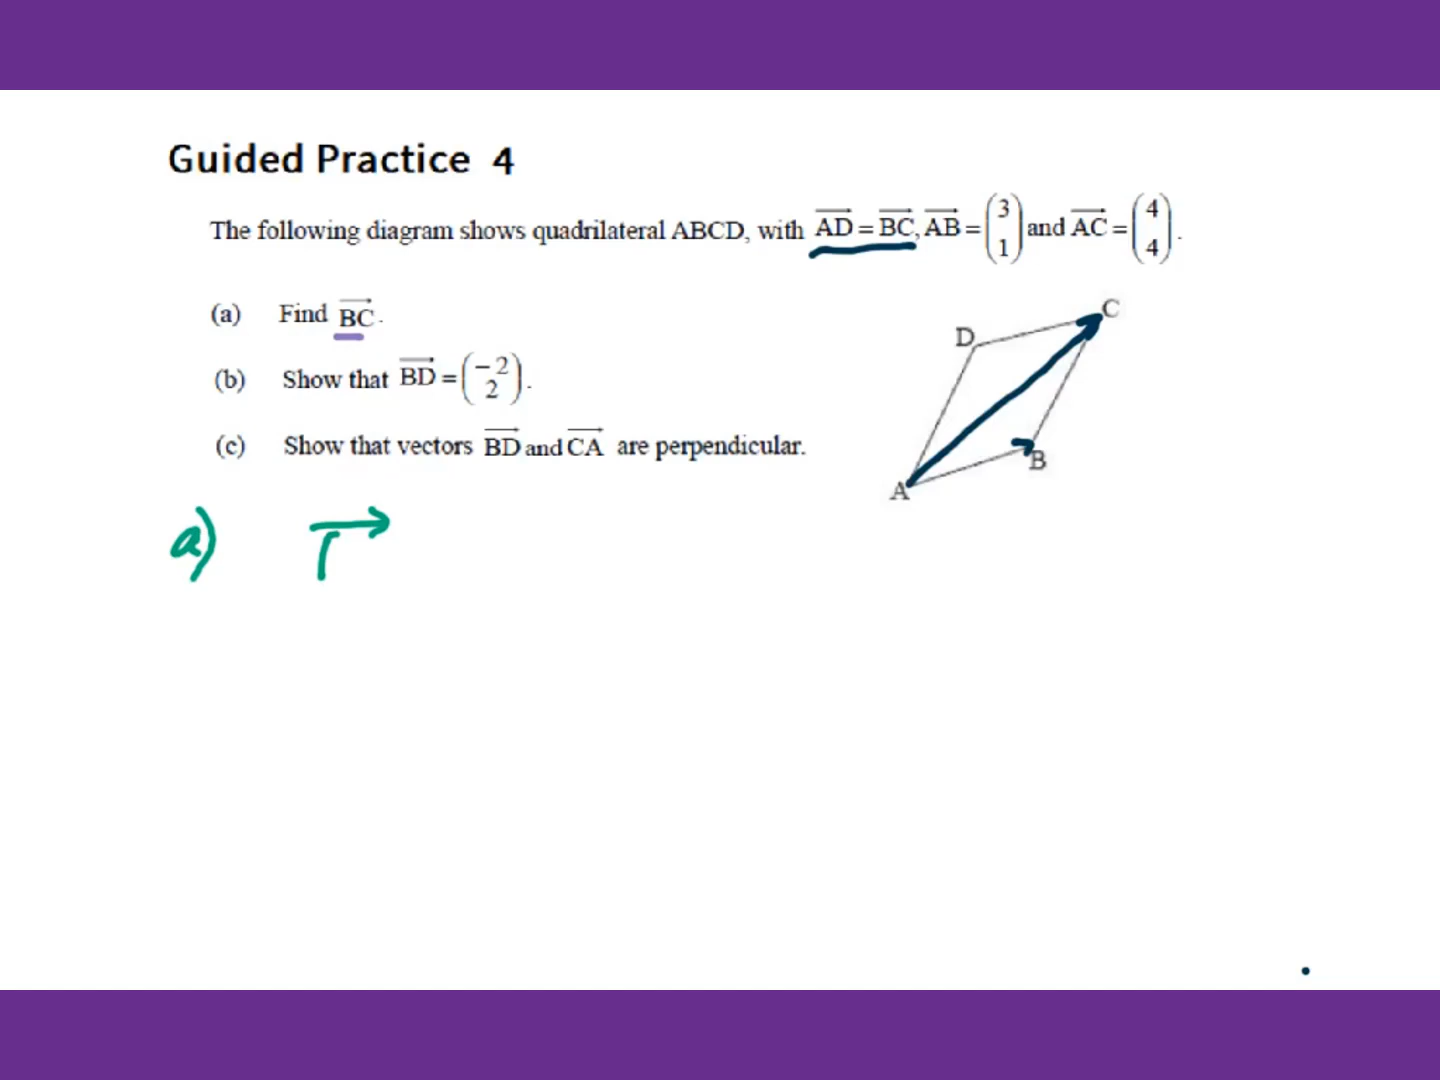 Guided Practice 4
The following diagram shows quadrilateral ABCD, with AD = BC, AB = (3 1) and AC = (4 4).
(a) Find BC.
(b) Show that BD = (-2 2).
(c) Show that vectors BD and CA are perpendicular.
D
C
B
A
a)